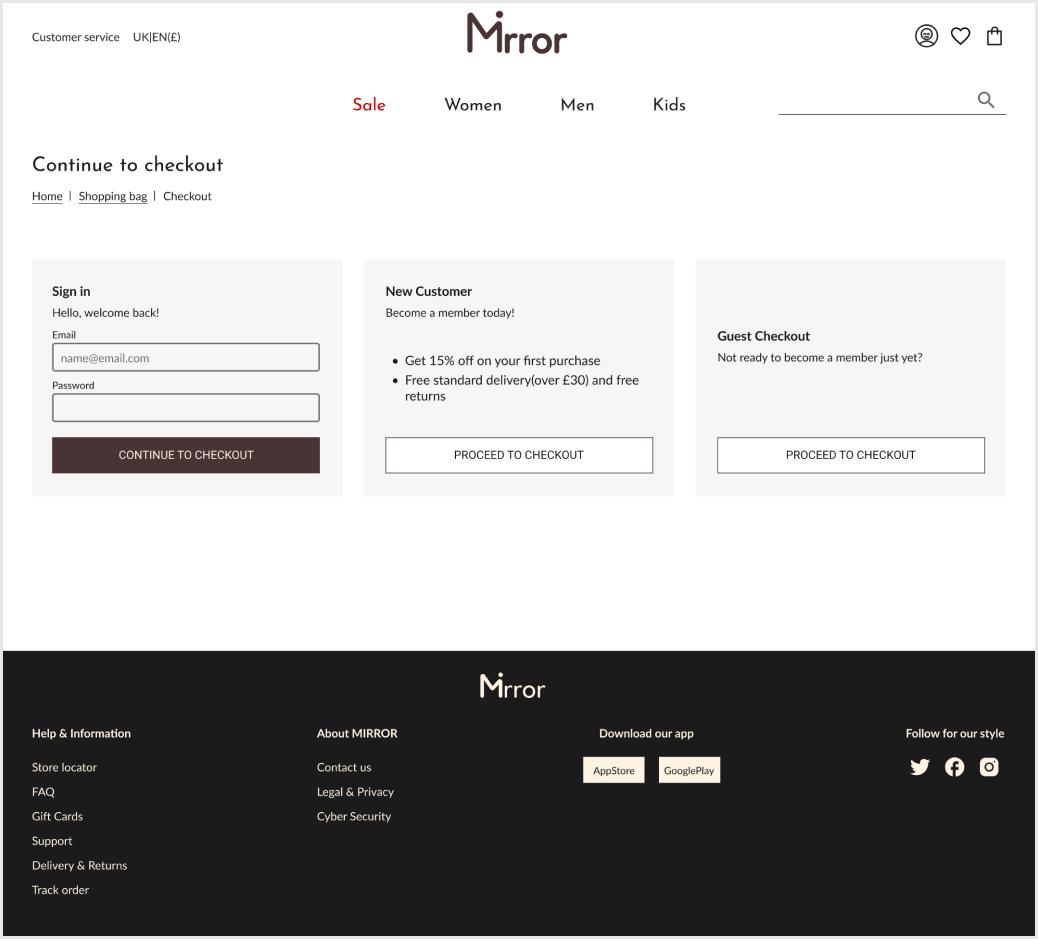 Customer service UK|EN(£)
Mirror
Sale Women Men Kids
Continue to checkout
Home | Shopping bag | Checkout
Sign in
Hello, welcome back!
Email
name@email.com
Password
CONTINUE TO CHECKOUT
New Customer
Become a member today!
• Get 15% off on your first purchase
• Free standard delivery(over £30) and free
returns
PROCEED TO CHECKOUT
Guest Checkout
Not ready to become a member just yet?
PROCEED TO CHECKOUT
Mirror
Help & Information
Store locator
FAQ
Gift Cards
Support
Delivery & Returns
Track order
About MIRROR
Contact us
Legal & Privacy
Cyber Security
Download our app
AppStore GooglePlay
Follow for our style